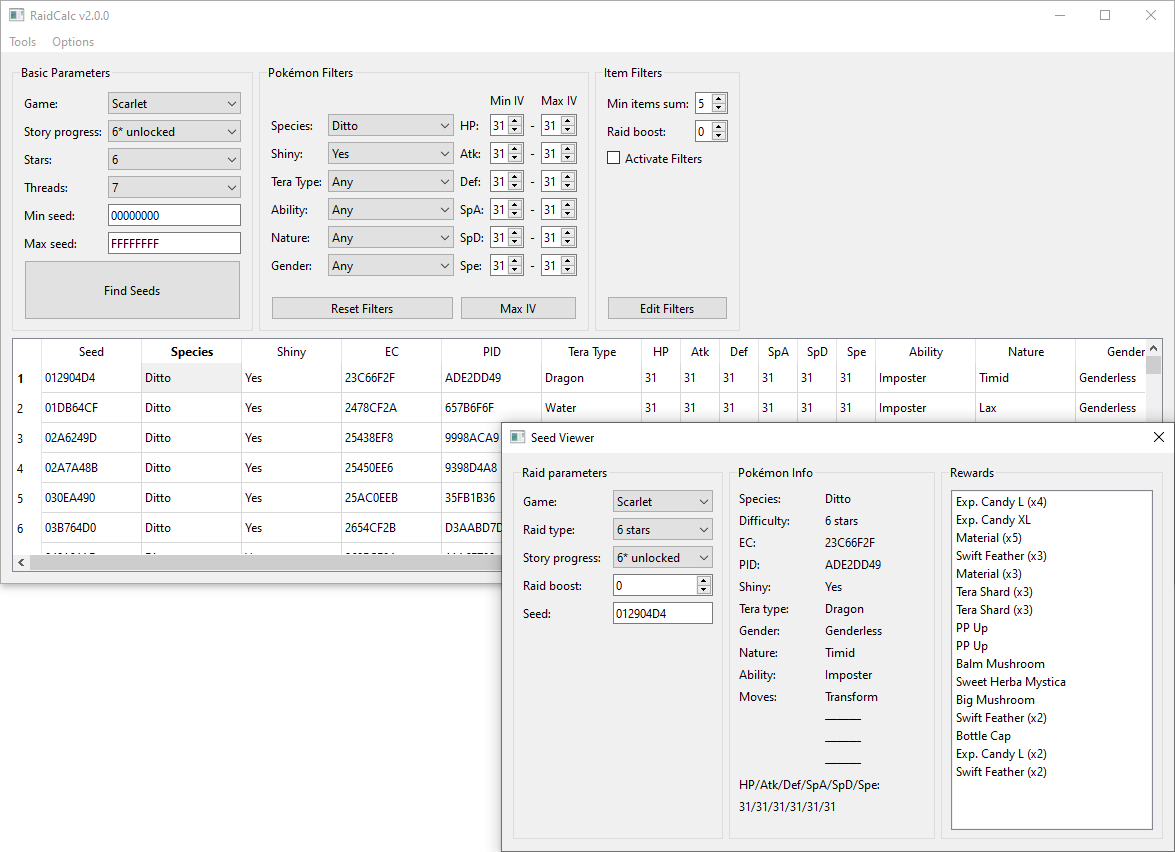 RaidCalc v2.0.0
Tools Options
Basic Parameters
Game: Scarlet
Story progress: 6* unlocked
Stars: 6
Threads: 7
Min seed: 00000000
Max seed: FFFFFFFF
Find Seeds
Pokémon Filters
Min IV Max IV
Species: Ditto HP: 31 - 31
Shiny: Yes Atk: 31 - 31
Tera Type: Any Def: 31 - 31
Ability: Any SpA: 31 - 31
Nature: Any SpD: 31 - 31
Gender: Any Spe: 31 - 31
Reset Filters Max IV
Item Filters
Min items sum: 5
Raid boost: 0
Activate Filters
Edit Filters
Seed Species Shiny EC PID Tera Type HP Atk Def SpA SpD Spe Ability Nature Gender
1 012904D4 Ditto Yes 23C66F2F ADE2DD49 Dragon 31 31 31 31 31 31 Imposter Timid Genderless
2 01DB64CF Ditto Yes 2478CF2A 657B6F6F Water 31 31 31 31 31 31 Imposter Lax Genderless
3 02A6249D Ditto Yes 25438EF8 9998ACA9
4 02A7A48B Ditto Yes 25450EE6 9398D4A8
5 030EA490 Ditto Yes 25AC0EEB 35FB1B36
6 03B764D0 Ditto Yes 2654CF2B D3AABD7D
Seed Viewer
Raid parameters
Game: Scarlet
Raid type: 6 stars
Story progress: 6* unlocked
Raid boost: 0
Seed: 012904D4
Pokémon Info
Species: Ditto
Difficulty: 6 stars
EC: 23C66F2F
PID: ADE2DD49
Shiny: Yes
Tera type: Dragon
Gender: Genderless
Nature: Timid
Ability: Imposter
Moves: Transform
HP/Atk/Def/SpA/SpD/Spe:
31/31/31/31/31/31
Rewards
Exp. Candy L (x4)
Exp. Candy XL
Material (x5)
Swift Feather (x3)
Material (x3)
Tera Shard (x3)
Tera Shard (x3)
PP Up
PP Up
Balm Mushroom
Sweet Herba Mystica
Big Mushroom
Swift Feather (x2)
Bottle Cap
Exp. Candy L (x2)
Swift Feather (x2)